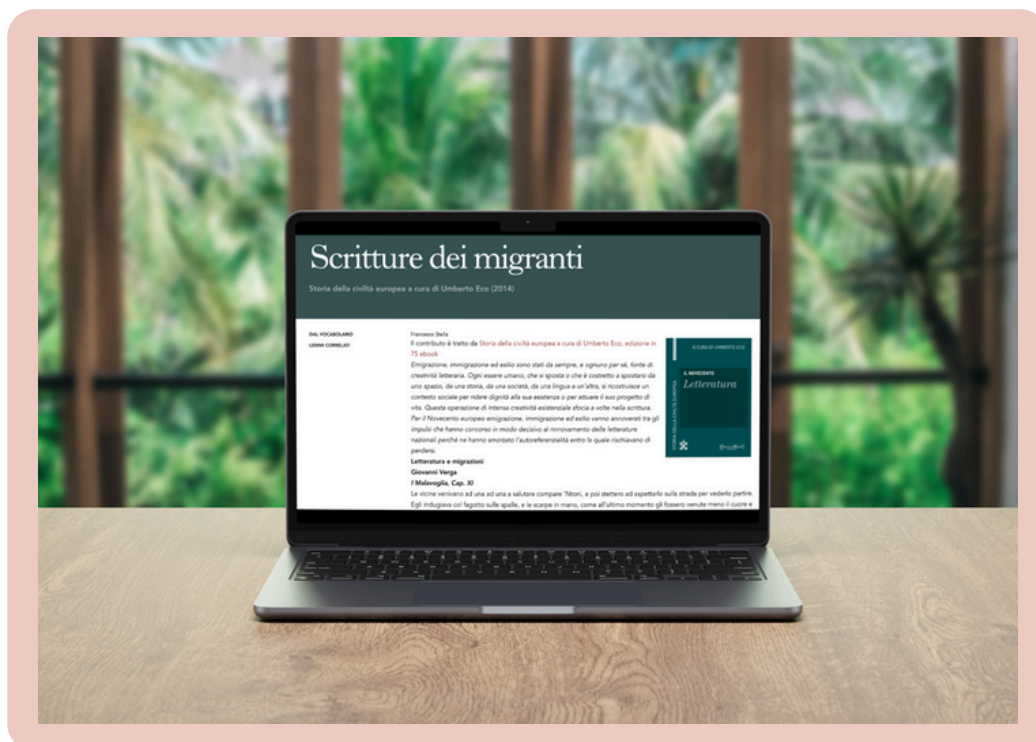 Scritture dei migranti
Storia della civiltà europea a cura di Umberto Eco (2014)
DAL VOCABOLARIO
LEMMI CORRELATI
Francesco Stella
Il contributo è tratto da Storia della civiltà europea a cura di Umberto Eco, edizione in
75 ebook
Emigrazione, immigrazione ed esilio sono stati da sempre, e ognuno per sé, fonte di
creatività letteraria. Ogni essere umano, che si sposta o che è costretto a spostarsi da
uno spazio, da una storia, da una società, da una lingua a un'altra, si ricostruisce un
contesto sociale per ridare dignità alla sua esistenza o per attuare il suo progetto di
vita. Questa operazione di intensa creatività esistenziale sfocia a volte nella scrittura.
Per il Novecento europeo emigrazione, immigrazione ed esilio vanno annoverati tra gli
impulsi che hanno concorso in modo decisivo al rinnovamento delle letterature
nazionali perché ne hanno smorzato l'autoreferenzialità entro la quale rischiavano di
perdersi.
Letteratura e migrazioni
Giovanni Verga
I Malavoglia, Cap. XI
Le vicine venivano ad una ad una a salutare compare 'Ntoni, e poi stettero ad aspettarlo sulla strada per vederlo partire.
Egli indugiava col fagotto sulle spalle, e le scarpe in mano, come all'ultimo momento gli fossero venute meno il cuore e
A CURA DI UMBERTO ECO
IL NOVECENTO
Letteratura
STORIA DELLA CIVILTÀ EUROPEA